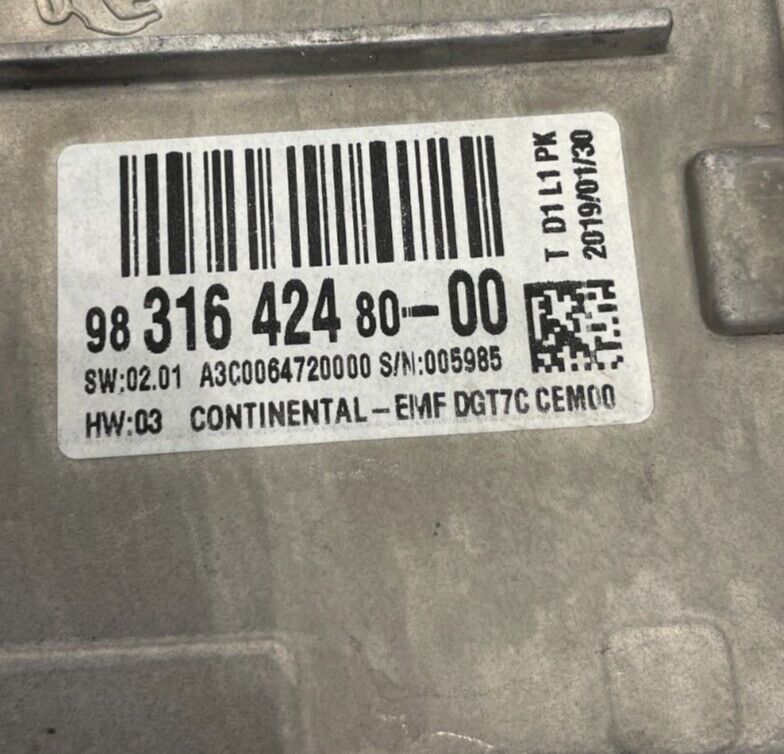 98 316 424 80-00
SW:02.01 A3C0064720000 S/N:005985
HW:03 CONTINENTAL-EMF DGT7C CEM00
T D1 L1 PK
2019/01/30